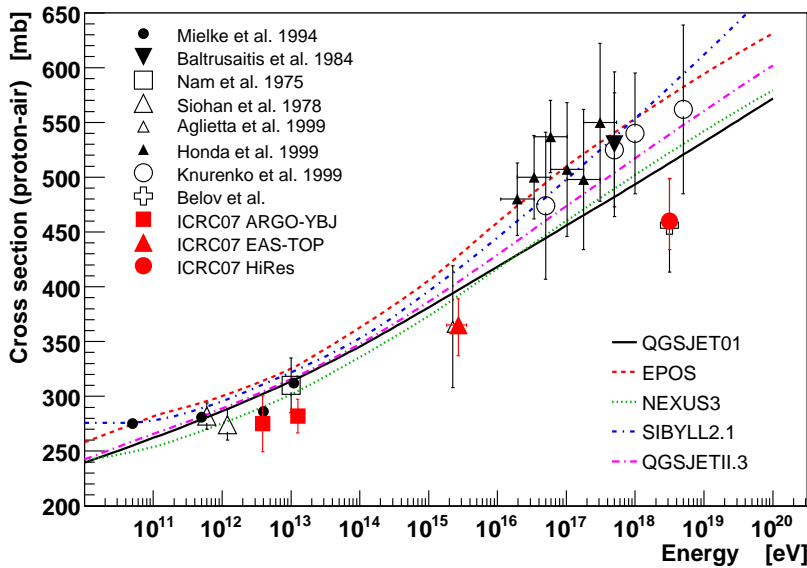 Cross section (proton-air) [mb]
650
600
550
500
450
400
350
300
250
200
Mielke et al. 1994
Baltrusaitis et al. 1984
Nam et al. 1975
Siohan et al. 1978
Aglietta et al. 1999
Honda et al. 1999
Knurenko et al. 1999
Belov et al.
ICRC07 ARGO-YBJ
ICRC07 EAS-TOP
ICRC07 HiRes
QGSJET01
EPOS
NEXUS3
SIBYLL2.1
QGSJETII.3
10¹¹ 10¹² 10¹³ 10¹⁴ 10¹⁵ 10¹⁶ 10¹⁷ 10¹⁸ 10¹⁹ 10²⁰
Energy [eV]